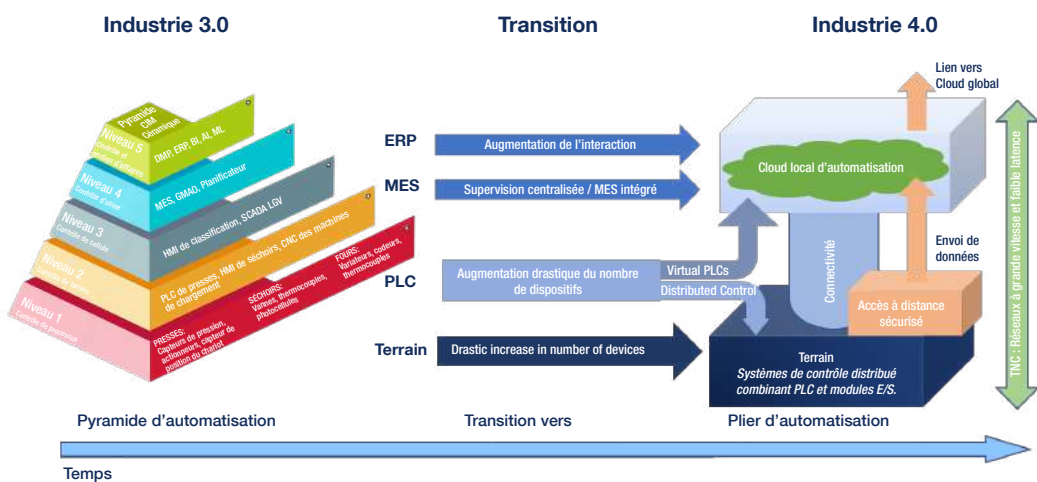 Industrie 3.0
Transition
Industrie 4.0
Pyramide
CIM
Céramique
Niveau 5
Contrôle et
gestion d'affaires
DMP, ERP, BI, AI, ML
Niveau 4
Contrôle d'usine
MES, GMAO, Planificateur
Niveau 3
Contrôle de cellule
HMI de classification, SCADA LGV
Niveau 2
PLC de presses, HMI de séchoirs, CNC des machines
de chargement
Niveau 1
Contrôle de processus
PRESSES:
Capteurs de pression,
actionneurs, capteur de
position du chariot
SÉCHOIRS:
Vannes, thermocouples,
photocellules
FOURS:
Variateurs, codeurs,
thermocouples
ERP
Augmentation de l'interaction
MES
Supervision centralisée / MES intégré
PLC
Augmentation drastique du nombre
de dispositifs
Virtual PLCs
Distributed Control
Terrain
Drastic increase in number of devices
Lien vers
Cloud global
Cloud local d'automatisation
Connectivité
Envoi de
données
Accès à distance
sécurisé
Terrain
Systèmes de contrôle distribué
combinant PLC et modules E/S.
TNC : Réseaux à grande vitesse et faible latence
Pyramide d'automatisation
Transition vers
Plier d'automatisation
Temps